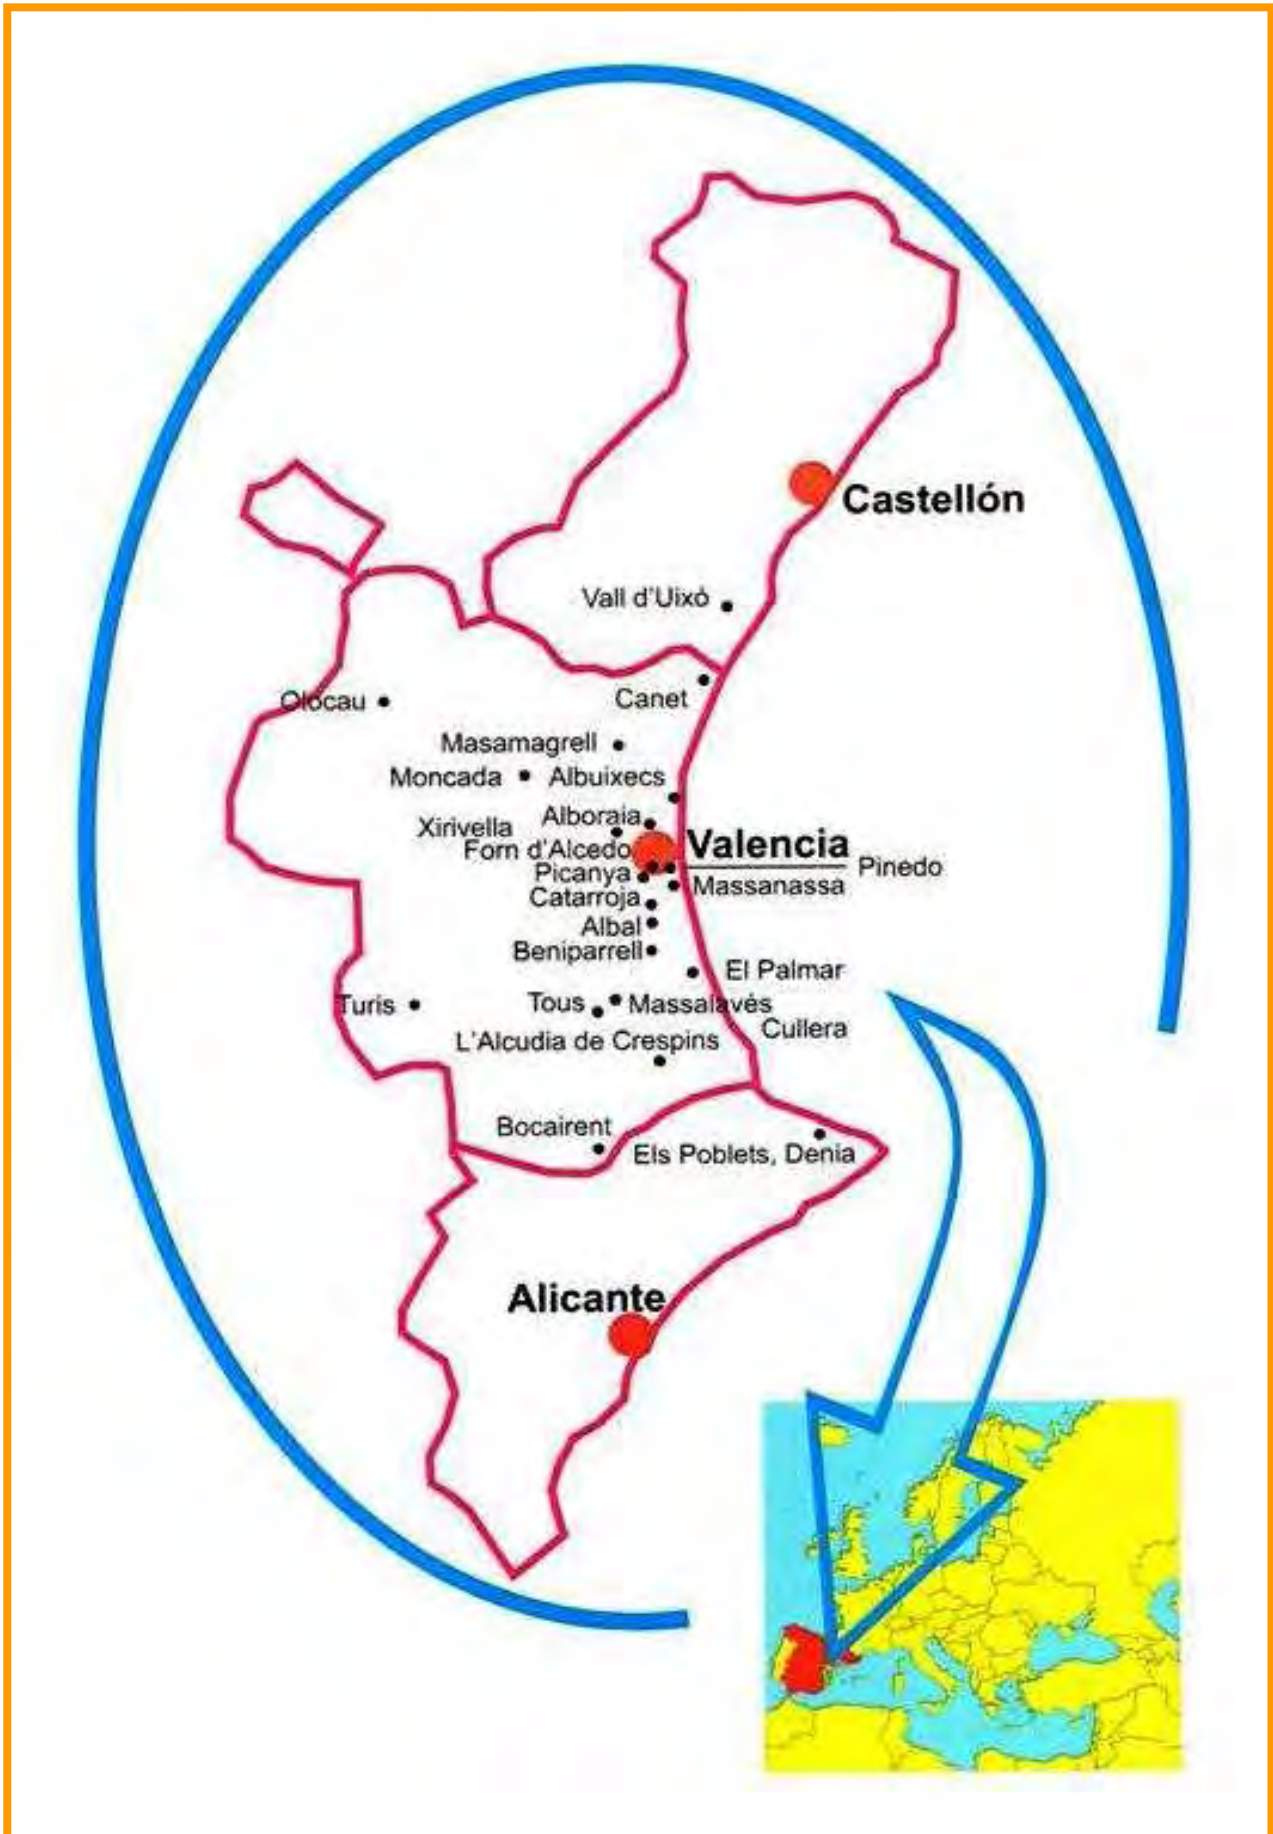 Castellón
Vall d'Uixó
Canet
Olocau
Masamagrell
Moncada
Albuixecs
Alboraia
Xirivella
Valencia
Forn d'Alcedo
Pinedo
Picanya
Massanassa
Catarroja
Albal
Beniparrell
El Palmar
Turis
Tous
Massalavés
Cullera
L'Alcudia de Crespins
Bocairent
Els Poblets, Denia
Alicante